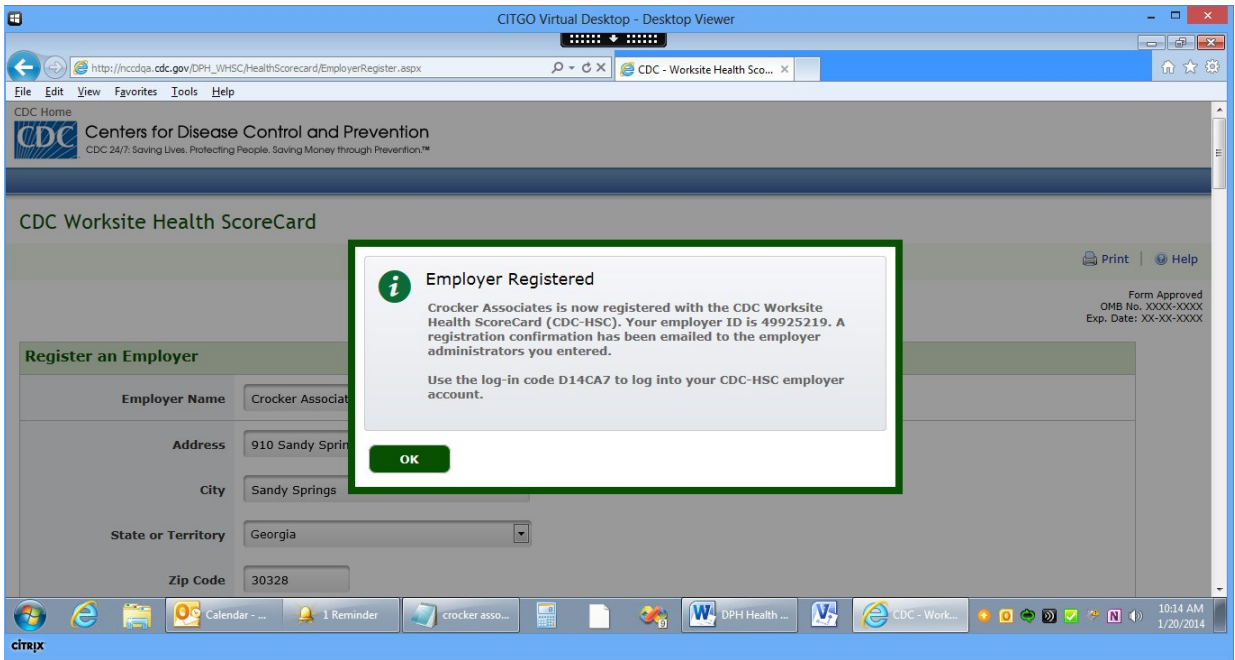 CITGO Virtual Desktop - Desktop Viewer
http://nccdqa.cdc.gov/DPH_WHSC/HealthScorecard/EmployerRegister.aspx
CDC - Worksite Health Sco...
File Edit View Favorites Tools Help
CDC Home
CDC
Centers for Disease Control and Prevention
CDC 24/7: Saving Lives. Protecting People. Saving Money through Prevention.™
CDC Worksite Health ScoreCard
Print | Help
Form Approved
OMB No. XXXX-XXXX
Exp. Date: XX-XX-XXXX
Employer Registered
Crocker Associates is now registered with the CDC Worksite
Health ScoreCard (CDC-HSC). Your employer ID is 49925219. A
registration confirmation has been emailed to the employer
administrators you entered.
Use the log-in code D14CA7 to log into your CDC-HSC employer
account.
OK
Register an Employer
Employer Name Crocker Associat
Address 910 Sandy Sprin
City Sandy Springs
State or Territory Georgia
Zip Code 30328
Calendar - ... 1 Reminder crocker asso... DPH Health ... CDC - Work... 10:14 AM
1/20/2014
CITRIX